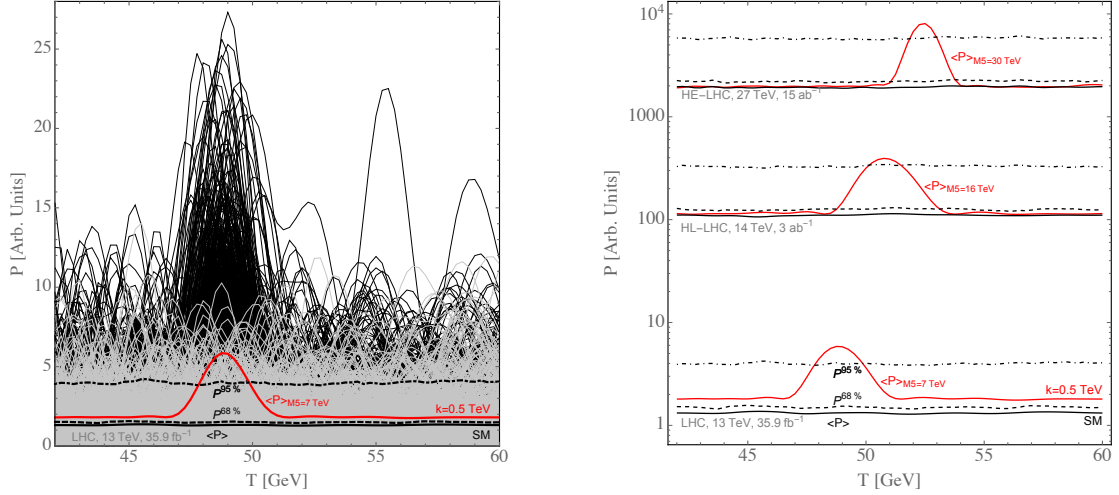 25
20
15
10
5
0
P [Arb. Units]
P^95 %
<P>M5=7 TeV
P^68 %
k=0.5 TeV
LHC, 13 TeV, 35.9 fb^−1
<P>
SM
45 50 55 60
T [GeV]
10^4
1000
100
10
1
P [Arb. Units]
<P>M5=30 TeV
HE−LHC, 27 TeV, 15 ab^−1
<P>M5=16 TeV
HL−LHC, 14 TeV, 3 ab^−1
P^95 %
<P>M5=7 TeV
P^68 %
k=0.5 TeV
LHC, 13 TeV, 35.9 fb^−1
<P>
SM
45 50 55 60
T [GeV]